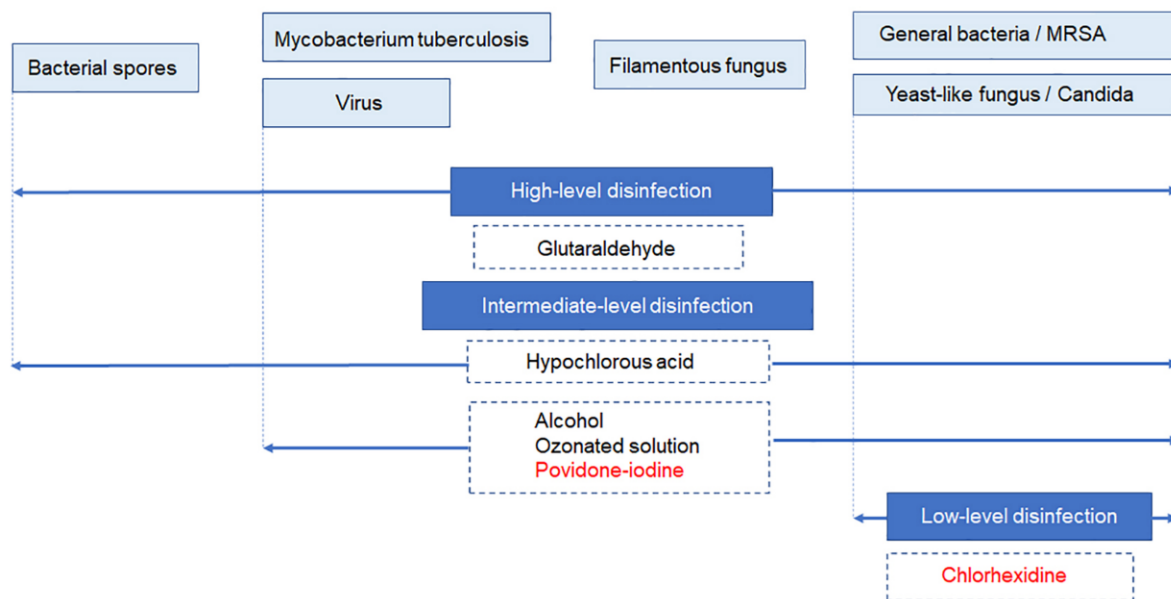 Mycobacterium tuberculosis
General bacteria / MRSA
Bacterial spores
Filamentous fungus
Virus
Yeast-like fungus / Candida
High-level disinfection
Glutaraldehyde
Intermediate-level disinfection
Hypochlorous acid
Alcohol
Ozonated solution
Povidone-iodine
Low-level disinfection
Chlorhexidine